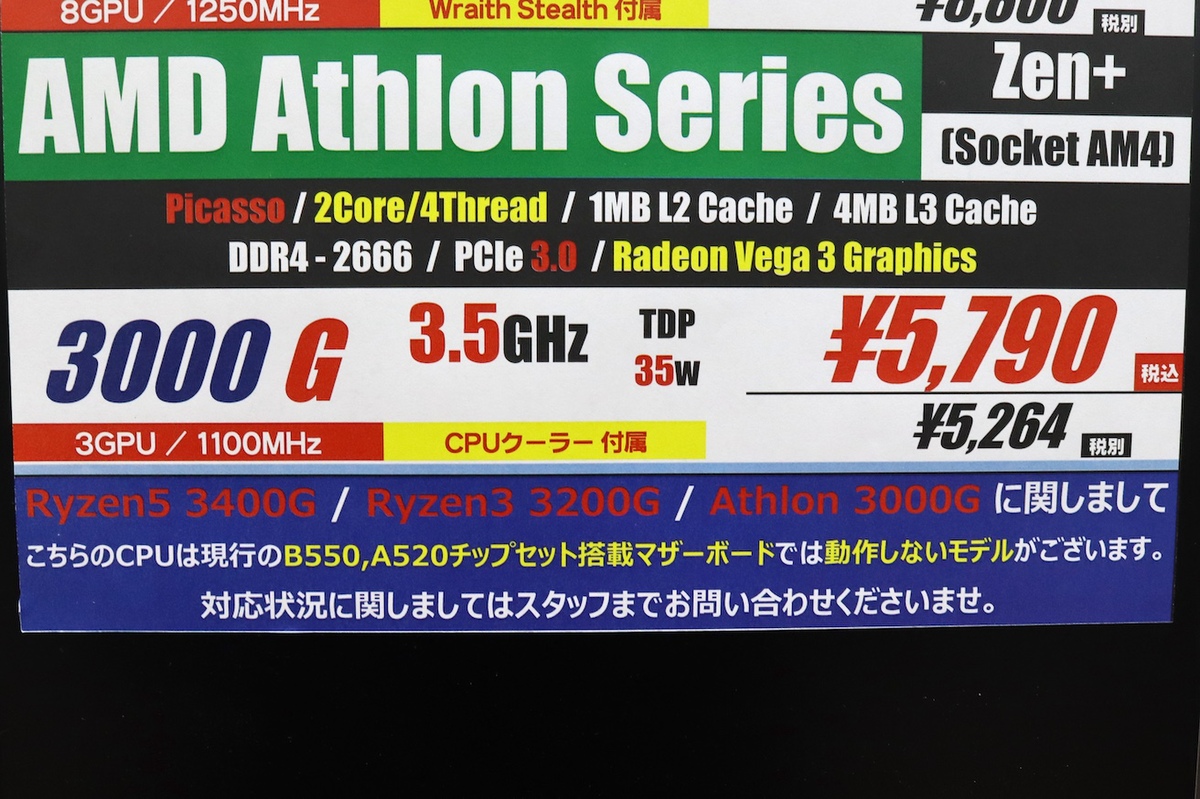 8GPU / 1250MHz
Wraith Stealth 付属
税別
AMD Athlon Series
Zen+
(Socket AM4)
Picasso / 2Core/4Thread / 1MB L2 Cache / 4MB L3 Cache
DDR4 - 2666 / PCIe 3.0 / Radeon Vega 3 Graphics
3000 G
3.5GHz
TDP
35W
¥5,790 税込
¥5,264 税別
3GPU / 1100MHz
CPUクーラー 付属
Ryzen5 3400G / Ryzen3 3200G / Athlon 3000G に関しまして
こちらのCPUは現行のB550,A520チップセット搭載マザーボードでは動作しないモデルがございます。
対応状況に関しましてはスタッフまでお問い合わせくださいませ。